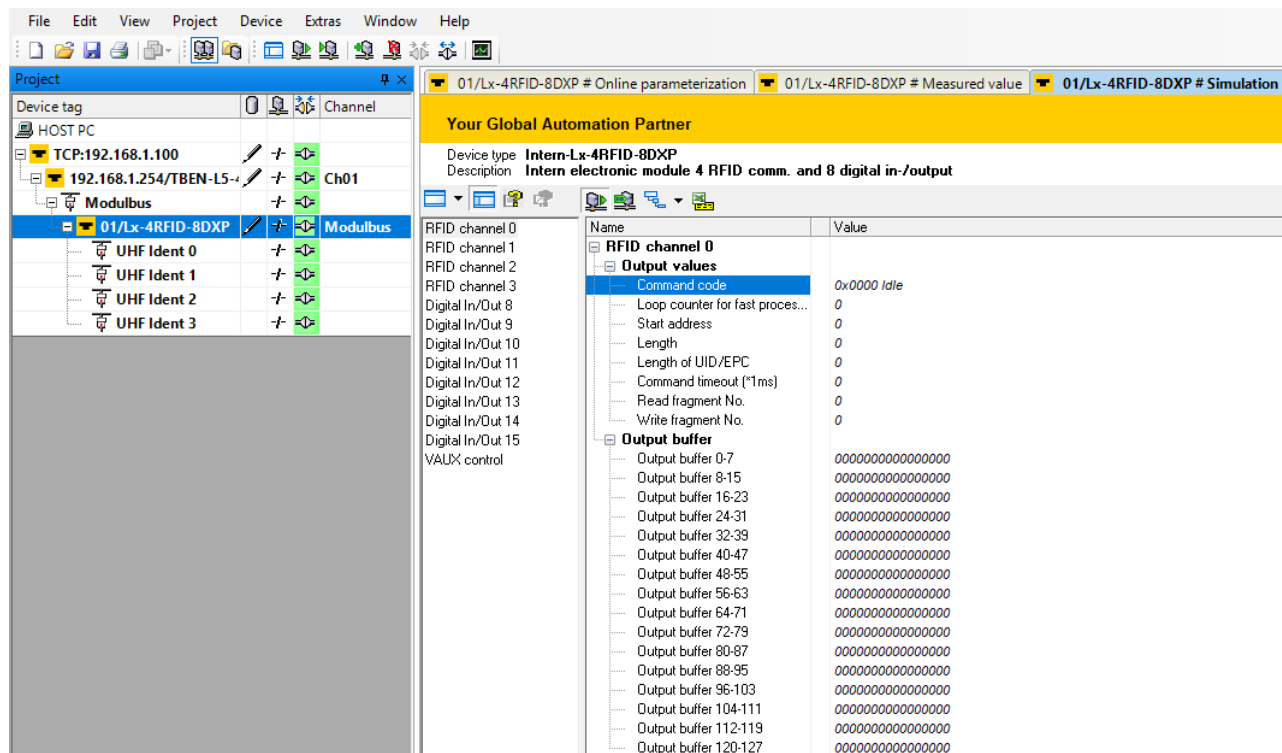 File Edit View Project Device Extras Window Help
Project
Device tag Channel
HOST PC
TCP:192.168.1.100
192.168.1.254/TBEN-L5-4 Ch01
Modulbus
01/Lx-4RFID-8DXP Modulbus
UHF Ident 0
UHF Ident 1
UHF Ident 2
UHF Ident 3
01/Lx-4RFID-8DXP # Online parameterization 01/Lx-4RFID-8DXP # Measured value 01/Lx-4RFID-8DXP # Simulation
Your Global Automation Partner
Device type Intern-Lx-4RFID-8DXP
Description Intern electronic module 4 RFID comm. and 8 digital in-/output
RFID channel 0
RFID channel 1
RFID channel 2
RFID channel 3
Digital In/Out 8
Digital In/Out 9
Digital In/Out 10
Digital In/Out 11
Digital In/Out 12
Digital In/Out 13
Digital In/Out 14
Digital In/Out 15
VAUX control
Name Value
RFID channel 0
Output values
Command code 0x0000 Idle
Loop counter for fast proces... 0
Start address 0
Length 0
Length of UID/EPC 0
Command timeout (*1ms) 0
Read fragment No. 0
Write fragment No. 0
Output buffer
Output buffer 0-7 0000000000000000
Output buffer 8-15 0000000000000000
Output buffer 16-23 0000000000000000
Output buffer 24-31 0000000000000000
Output buffer 32-39 0000000000000000
Output buffer 40-47 0000000000000000
Output buffer 48-55 0000000000000000
Output buffer 56-63 0000000000000000
Output buffer 64-71 0000000000000000
Output buffer 72-79 0000000000000000
Output buffer 80-87 0000000000000000
Output buffer 88-95 0000000000000000
Output buffer 96-103 0000000000000000
Output buffer 104-111 0000000000000000
Output buffer 112-119 0000000000000000
Output buffer 120-127 0000000000000000